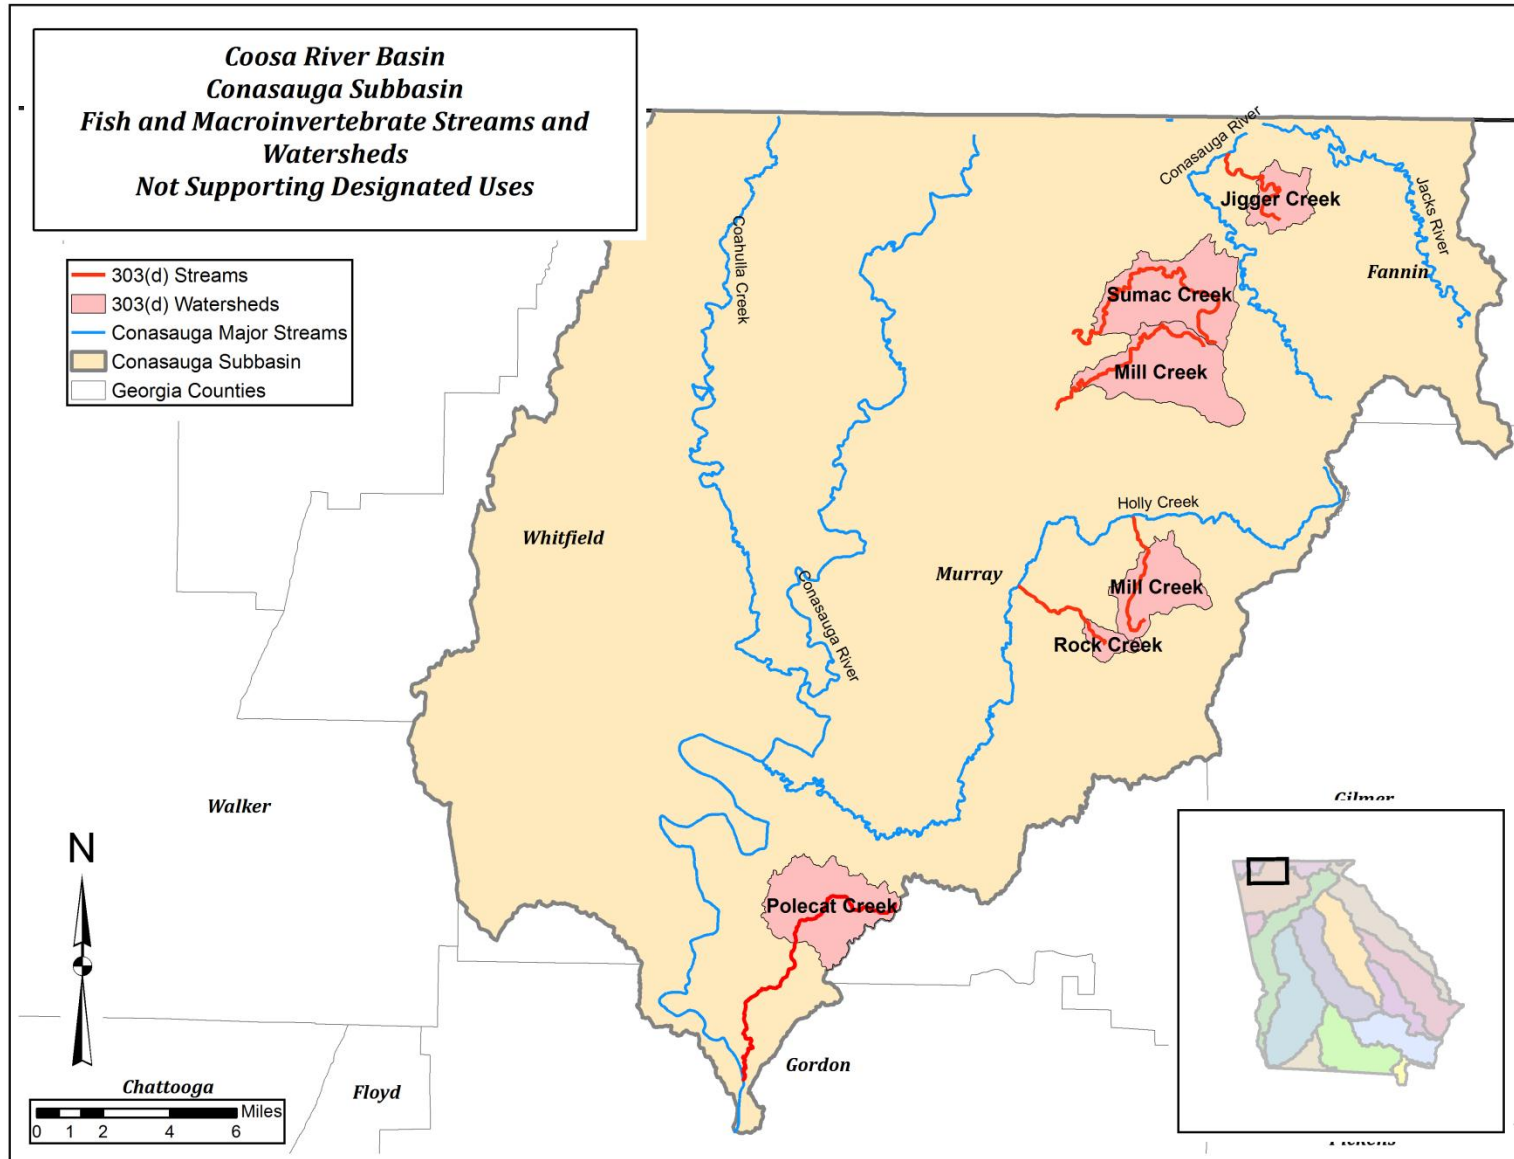 Coosa River Basin
Conasauga Subbasin
Fish and Macroinvertebrate Streams and
Watersheds
Not Supporting Designated Uses
303(d) Streams
303(d) Watersheds
Conasauga Major Streams
Conasauga Subbasin
Georgia Counties
Conasauga River
Jigger Creek
Jacks River
Coahulla Creek
Fannin
Sumac Creek
Mill Creek
Holly Creek
Whitfield
Murray
Mill Creek
Conasauga River
Rock Creek
Walker
Gilmer
N
Polecat Creek
Gordon
Chattooga
Floyd
Miles
0 1 2 4 6
Pickens